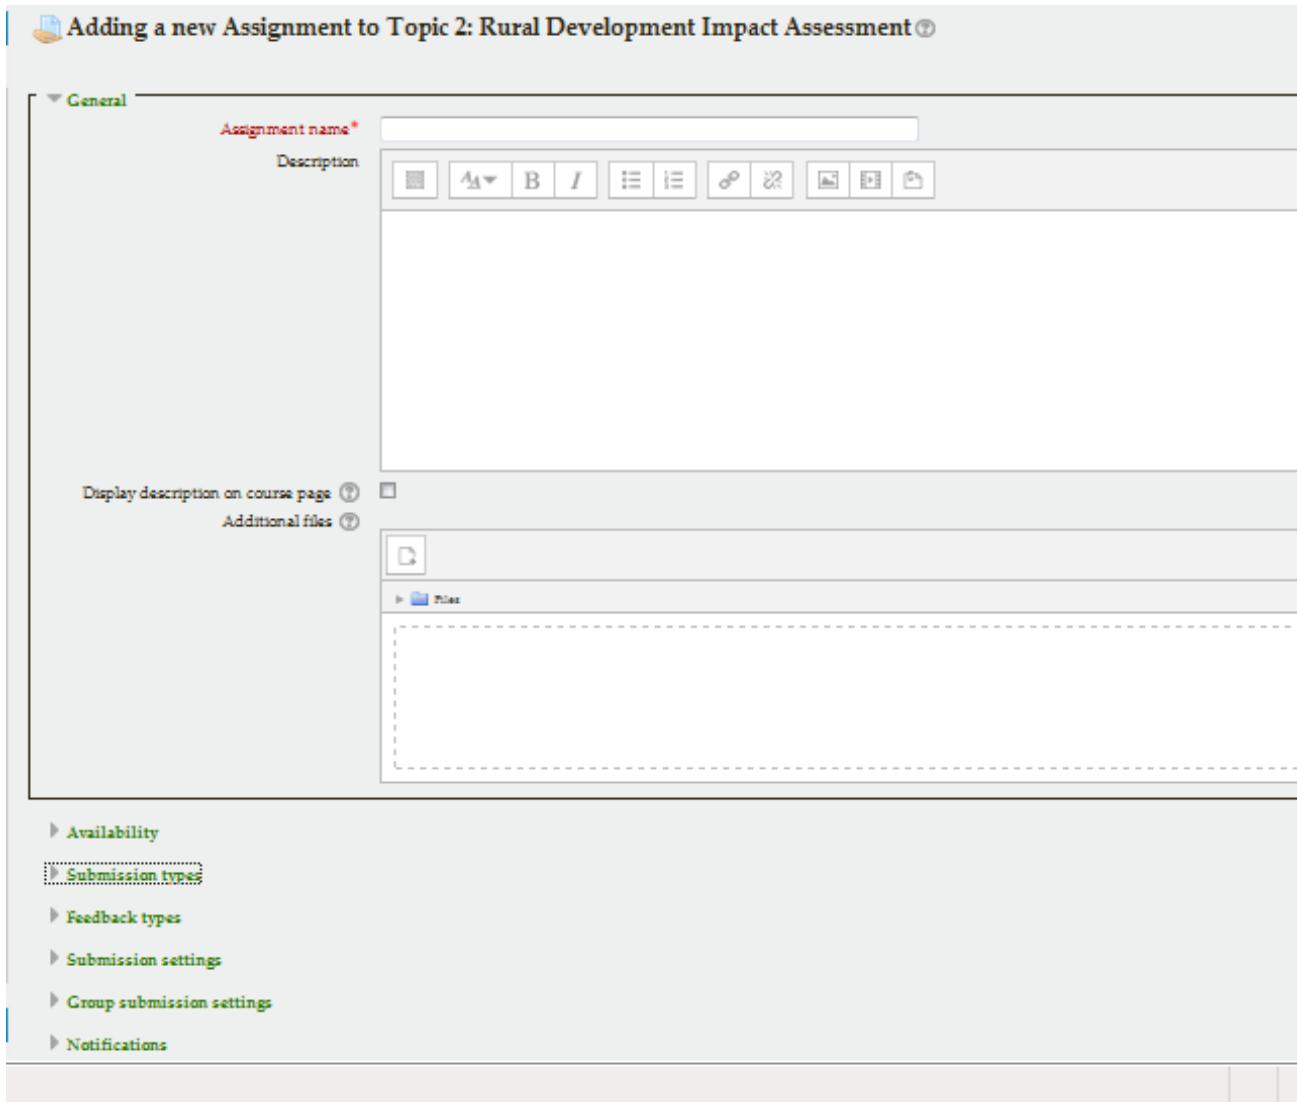 Adding a new Assignment to Topic 2: Rural Development Impact Assessment
General
Assignment name*
Description
B I
Display description on course page
Additional files
Files
Availability
Submission types
Feedback types
Submission settings
Group submission settings
Notifications